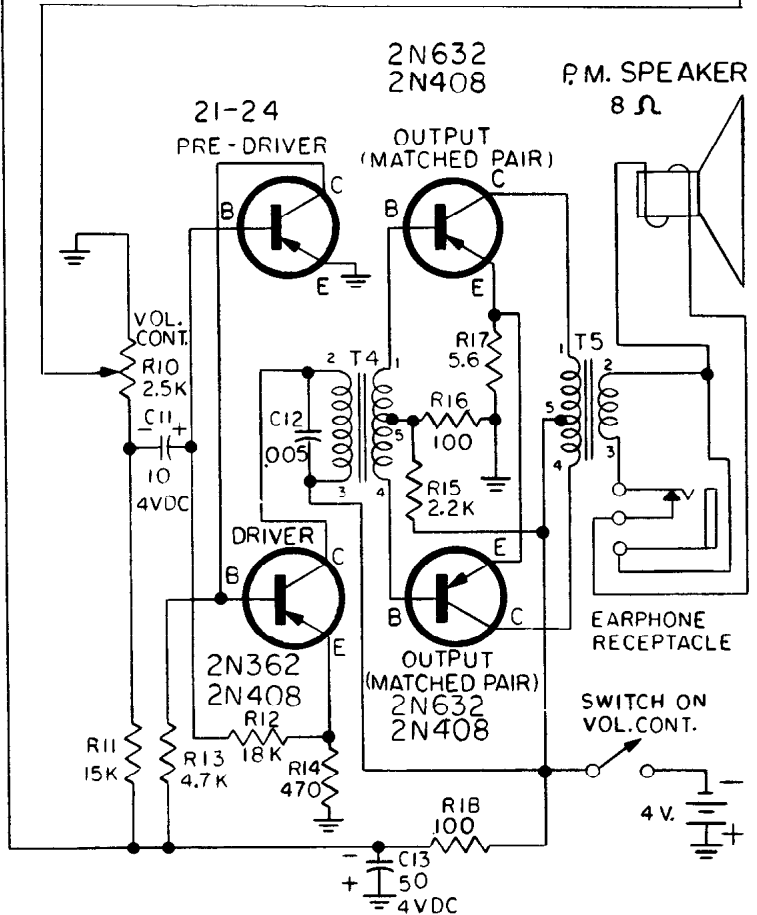 2N632
2N408
P.M. SPEAKER
8 Ω
21-24
PRE-DRIVER
OUTPUT
(MATCHED PAIR)
C
C
B
B
E
E
VOL.
CONT.
R10
2.5K
R17
5.6
T5
1
2
T4
1
2
C11
- +
10
4VDC
C12
.005
R16
100
5
5
3
4
4
3
R15
2.2K
DRIVER
E
C
B
B
C
E
EARPHONE
RECEPTACLE
2N362
2N408
OUTPUT
(MATCHED PAIR)
2N632
2N408
SWITCH ON
VOL. CONT.
R12
18K
R11
15K
R13
4.7K
R14
470
4 V.
-
+
R18
100
-
+
C13
50
4VDC